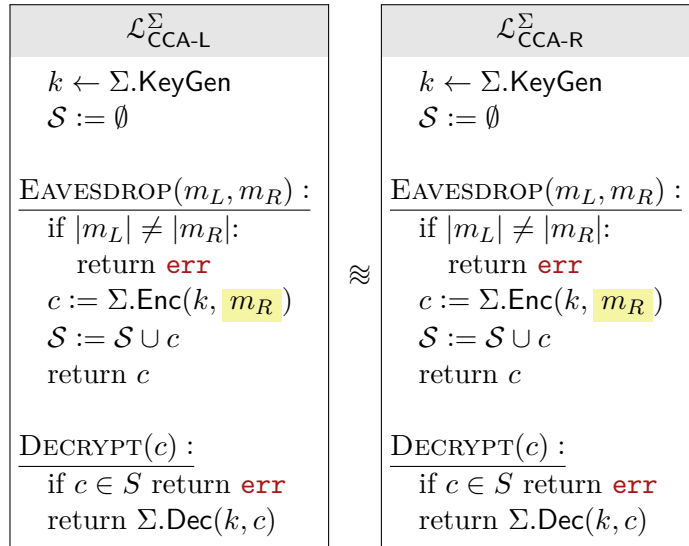 𝓛^Σ_CCA-L
k ← Σ.KeyGen
𝒮 := ∅
EAVESDROP(m_L, m_R) :
if |m_L| ≠ |m_R|:
return err
c := Σ.Enc(k, m_R)
𝒮 := 𝒮 ∪ c
return c
DECRYPT(c) :
if c ∈ S return err
return Σ.Dec(k, c)
≋
𝓛^Σ_CCA-R
k ← Σ.KeyGen
𝒮 := ∅
EAVESDROP(m_L, m_R) :
if |m_L| ≠ |m_R|:
return err
c := Σ.Enc(k, m_R)
𝒮 := 𝒮 ∪ c
return c
DECRYPT(c) :
if c ∈ S return err
return Σ.Dec(k, c)